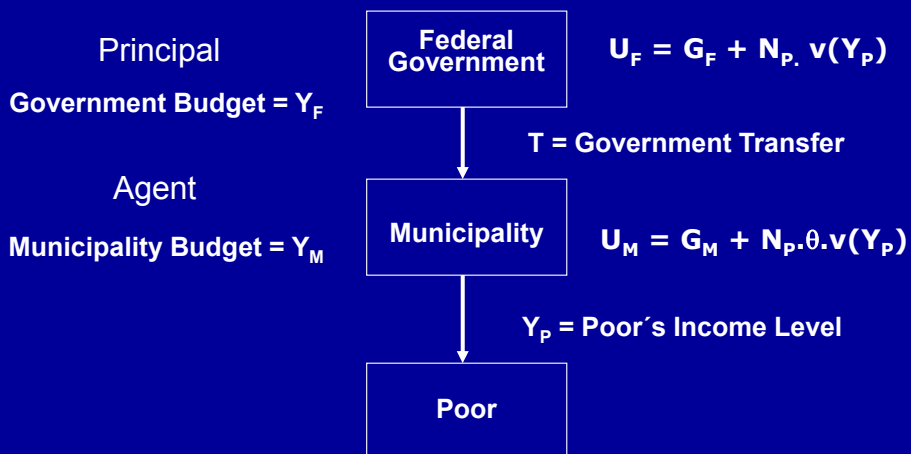 Principal
Federal
Government
U_F = G_F + N_P. v(Y_P)
Government Budget = Y_F
T = Government Transfer
Agent
Municipality
Municipality Budget = Y_M
U_M = G_M + N_P.θ.v(Y_P)
Y_P = Poor´s Income Level
Poor